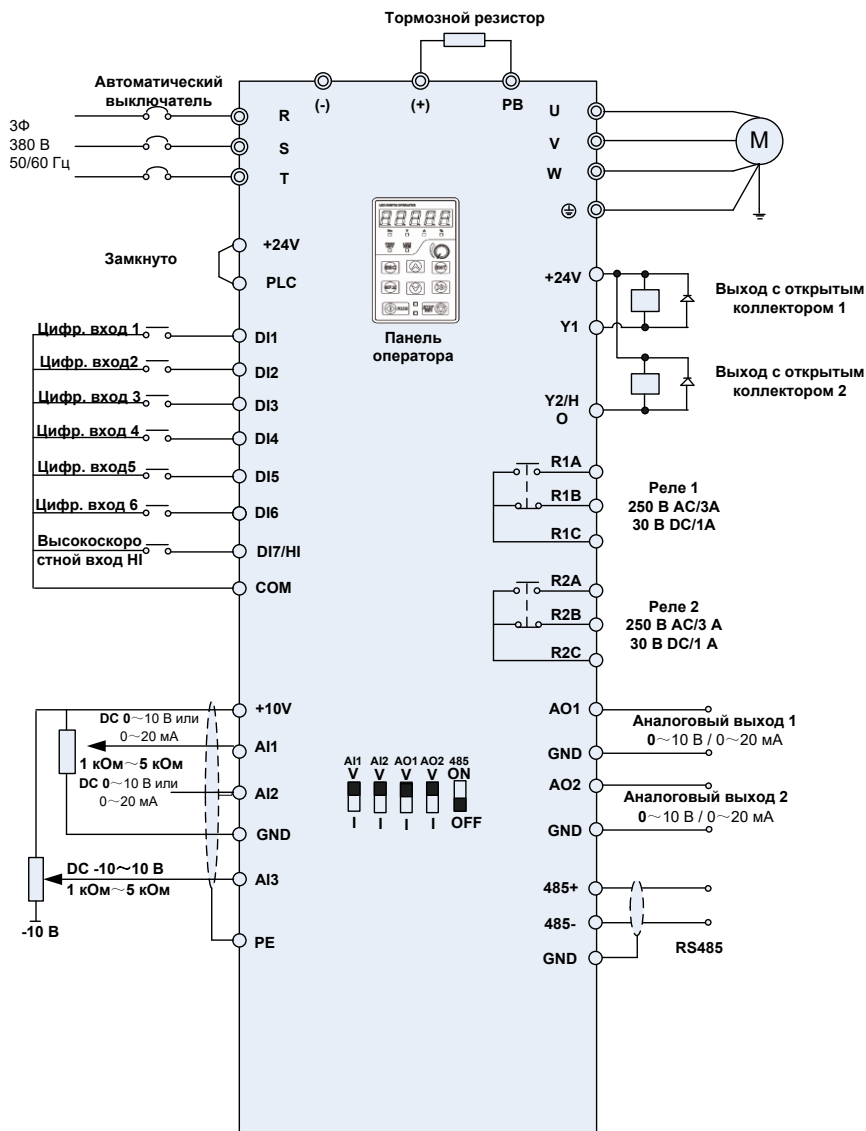 Тормозной резистор
Автоматический
выключатель
(-)
(+)
PB
3Ф
380 В
50/60 Гц
R
S
T
U
V
W
M
Замкнуто
+24V
PLC
Панель
оператора
+24V
Y1
Y2/H
O
Выход с открытым
коллектором 1
Выход с открытым
коллектором 2
Цифр. вход 1
DI1
Цифр. вход2
DI2
Цифр. вход 3
DI3
Цифр. вход 4
DI4
Цифр. вход5
DI5
Цифр. вход 6
DI6
Высокоскоро
стной вход HI
DI7/HI
COM
R1A
R1B
R1C
Реле 1
250 В AC/3A
30 В DC/1A
R2A
R2B
R2C
Реле 2
250 В AC/3 A
30 В DC/1 A
+10V
DC 0～10 В или
0～20 мА
AI1
1 кОм～5 кОм
DC 0～10 В или
0～20 мА
AI2
GND
DC -10～10 В
AI3
1 кОм～5 кОм
-10 В
PE
AI1 AI2 AO1 AO2 485
V V V V ON
I I I I OFF
AO1
GND
Аналоговый выход 1
0～10 В / 0～20 мА
AO2
GND
Аналоговый выход 2
0～10 В / 0～20 мА
485+
485-
GND
RS485